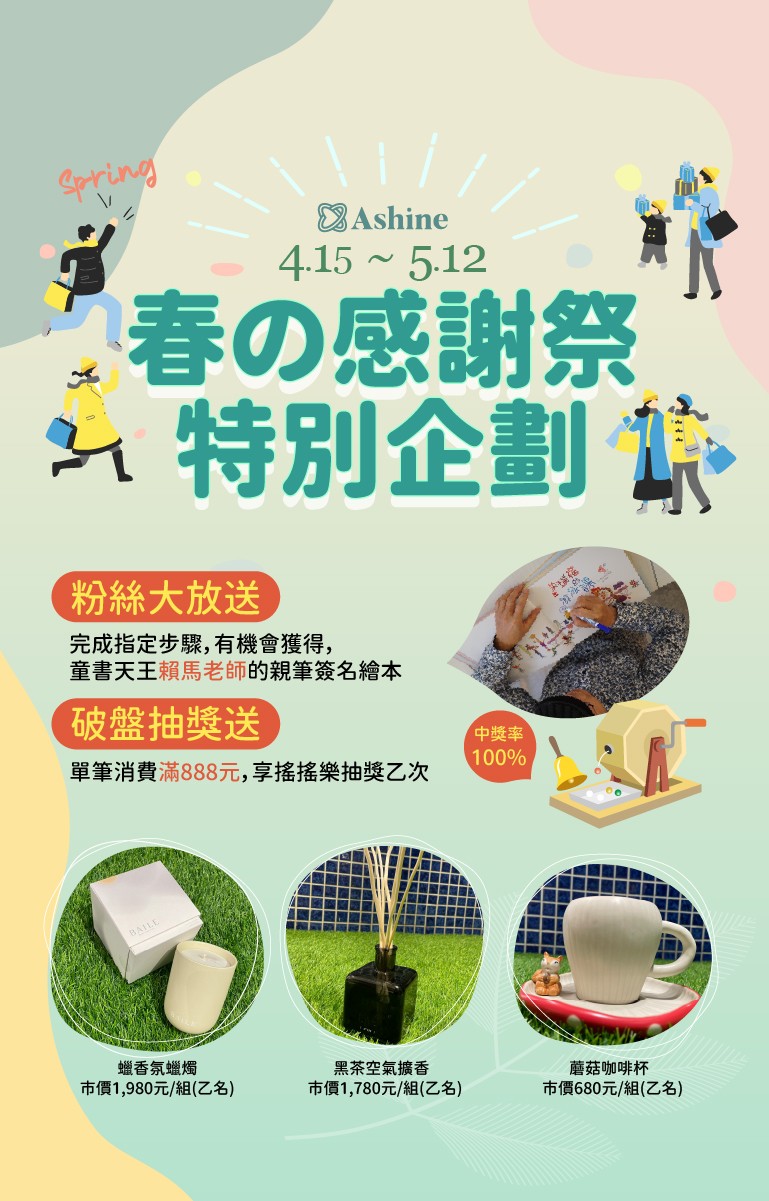 Spring
Ashine
4.15 ~ 5.12
春の感謝祭
特別企劃
粉絲大放送
完成指定步驟,有機會獲得,
童書天王賴馬老師的親筆簽名繪本
破盤抽獎送
單筆消費滿888元,享搖搖樂抽獎乙次
中獎率
100%
BAILL
蠟香氛蠟燭
市價1,980元/組(乙名)
黑茶空氣擴香
市價1,780元/組(乙名)
蘑菇咖啡杯
市價680元/組(乙名)